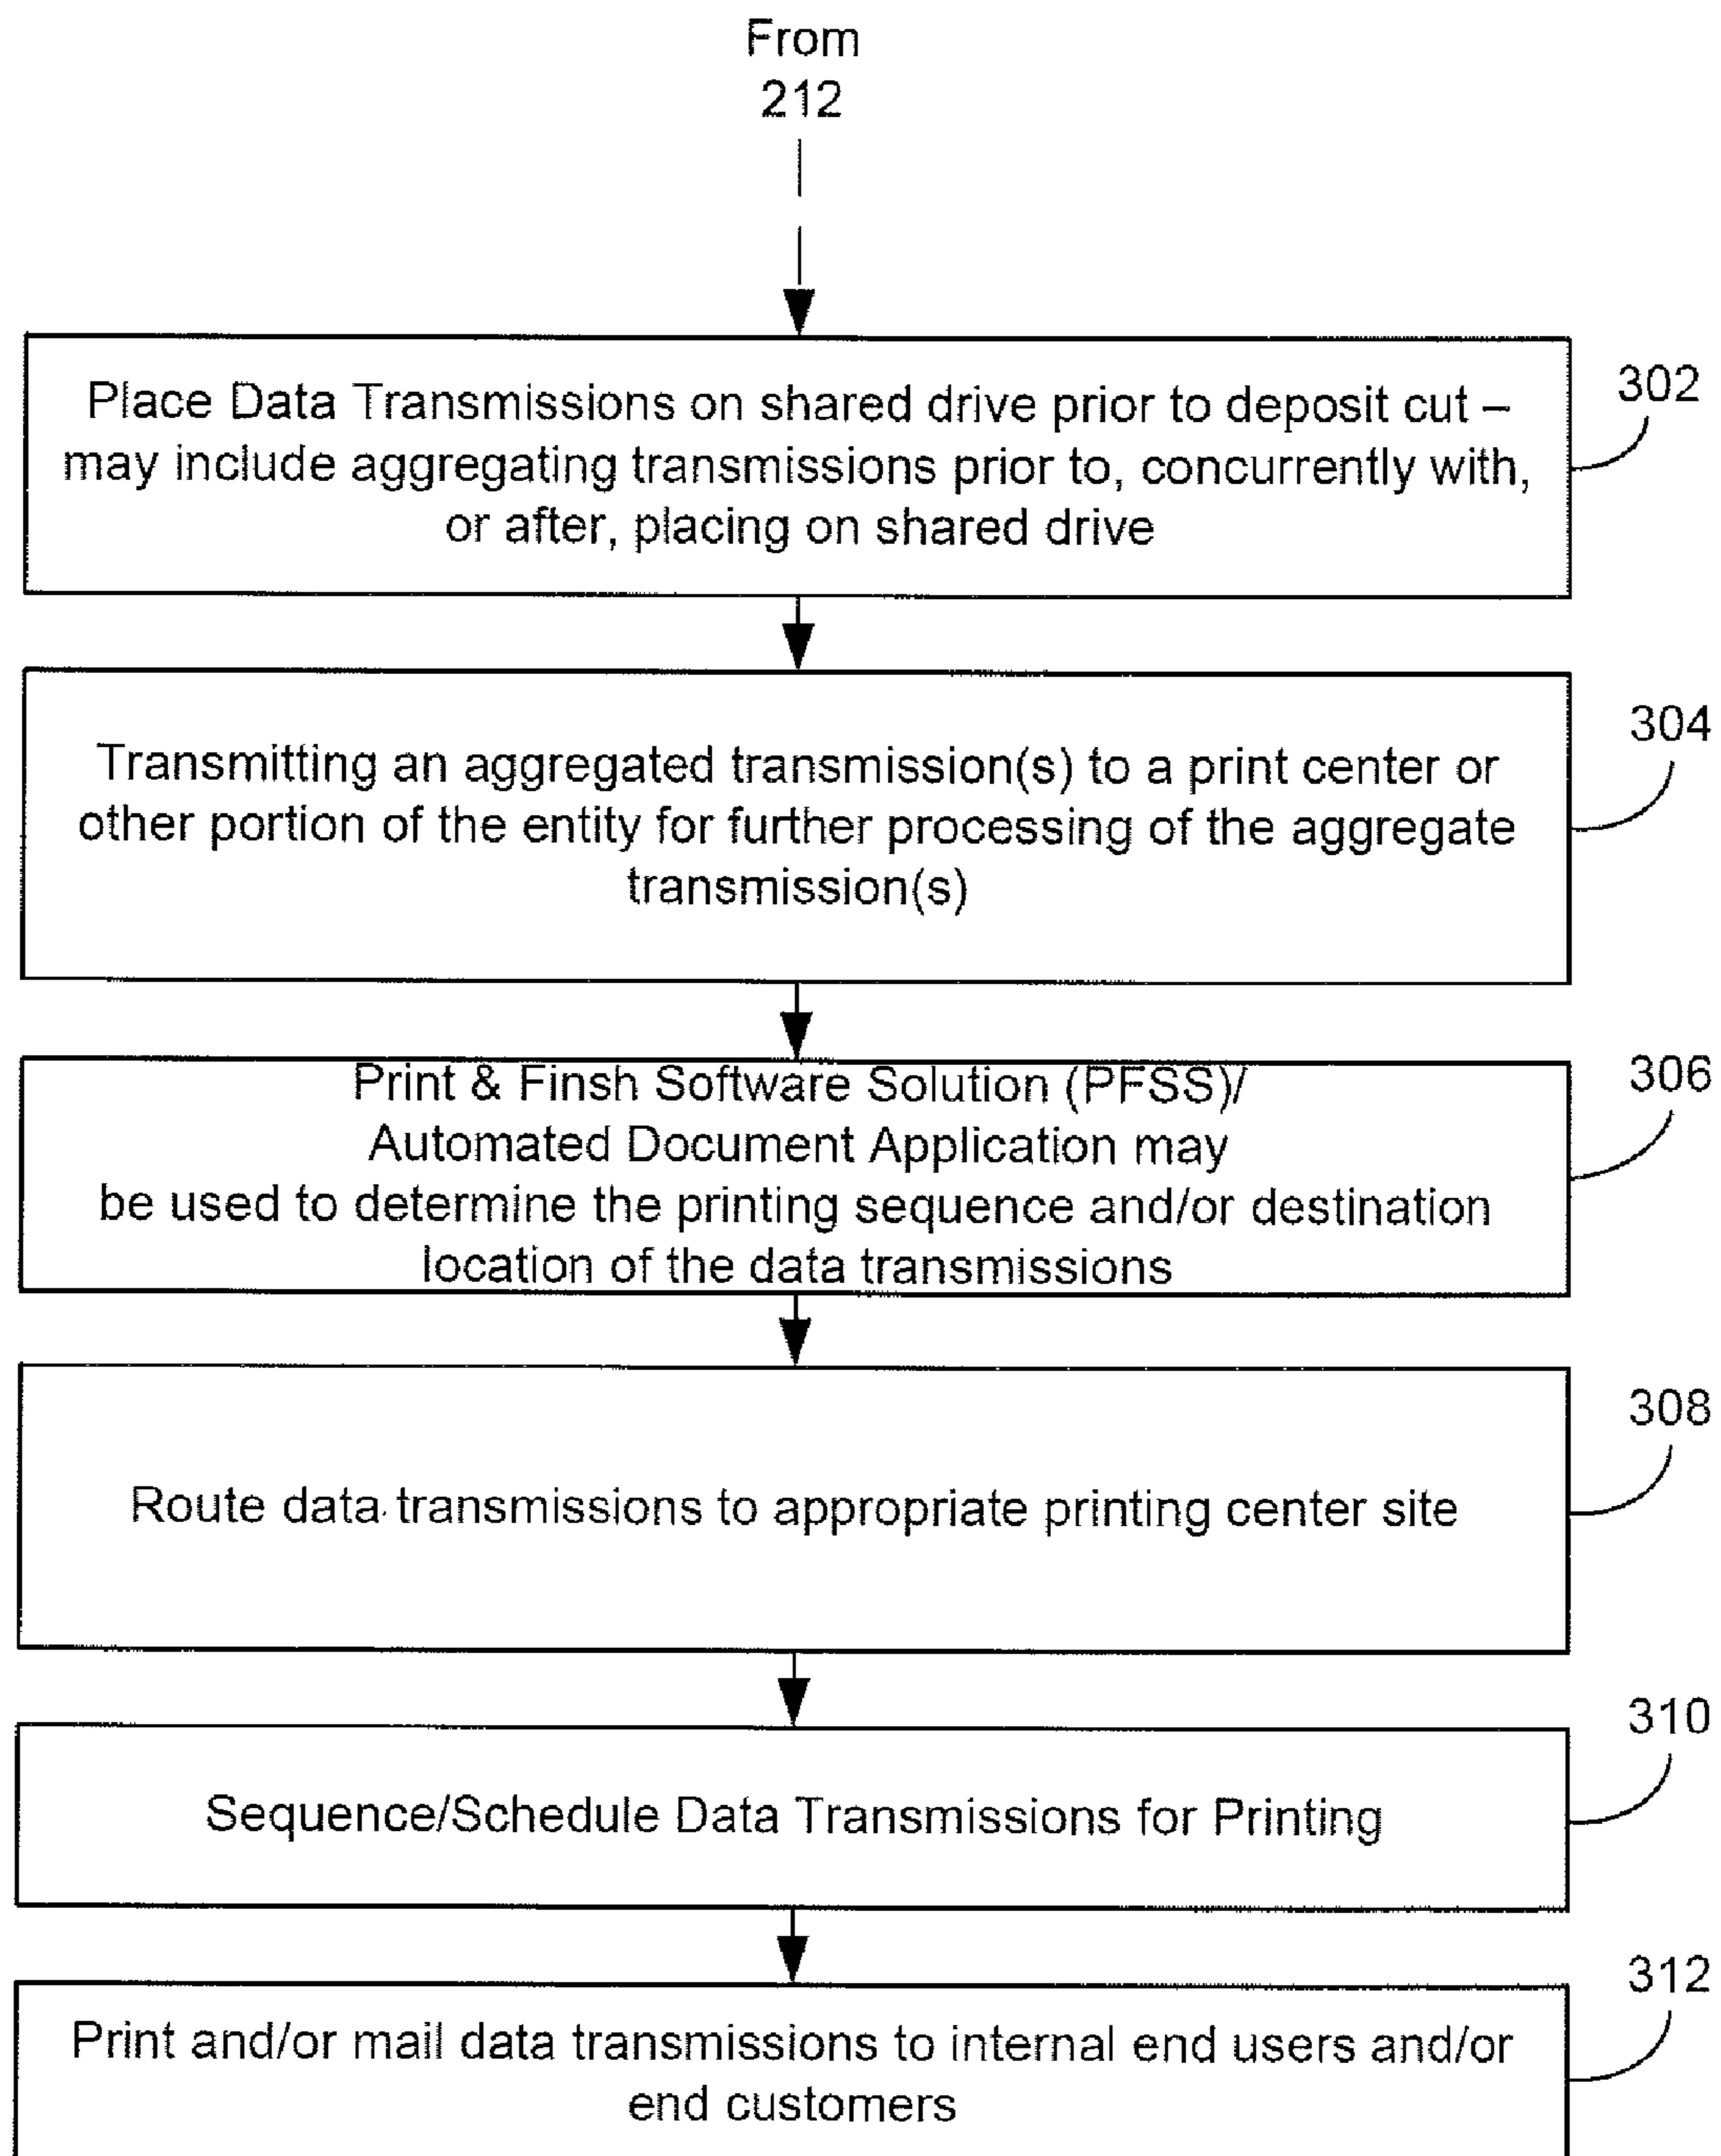 From
212
Place Data Transmissions on shared drive prior to deposit cut –
may include aggregating transmissions prior to, concurrently with,
or after, placing on shared drive
302
Transmitting an aggregated transmission(s) to a print center or
other portion of the entity for further processing of the aggregate
transmission(s)
304
Print & Finsh Software Solution (PFSS)/
Automated Document Application may
be used to determine the printing sequence and/or destination
location of the data transmissions
306
Route data transmissions to appropriate printing center site
308
Sequence/Schedule Data Transmissions for Printing
310
Print and/or mail data transmissions to internal end users and/or
end customers
312